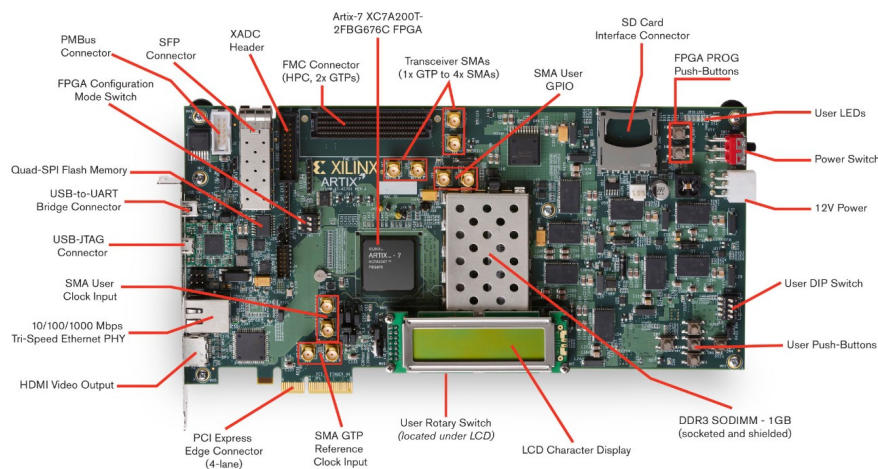 PMBus
Connector
SFP
Connector
XADC
Header
Artix-7 XC7A200T-
2FBG676C FPGA
FMC Connector
(HPC, 2x GTPs)
Transceiver SMAs
(1x GTP to 4x SMAs)
SMA User
GPIO
SD Card
Interface Connector
FPGA PROG
Push-Buttons
FPGA Configuration
Mode Switch
User LEDs
Power Switch
Quad-SPI Flash Memory
USB-to-UART
Bridge Connector
12V Power
USB-JTAG
Connector
SMA User
Clock Input
User DIP Switch
10/100/1000 Mbps
Tri-Speed Ethernet PHY
User Push-Buttons
HDMI Video Output
PCI Express
Edge Connector
(4-lane)
SMA GTP
Reference
Clock Input
User Rotary Switch
(located under LCD)
LCD Character Display
DDR3 SODIMM - 1GB
(socketed and shielded)
XILINX
ARTIX
ARTIX - 7